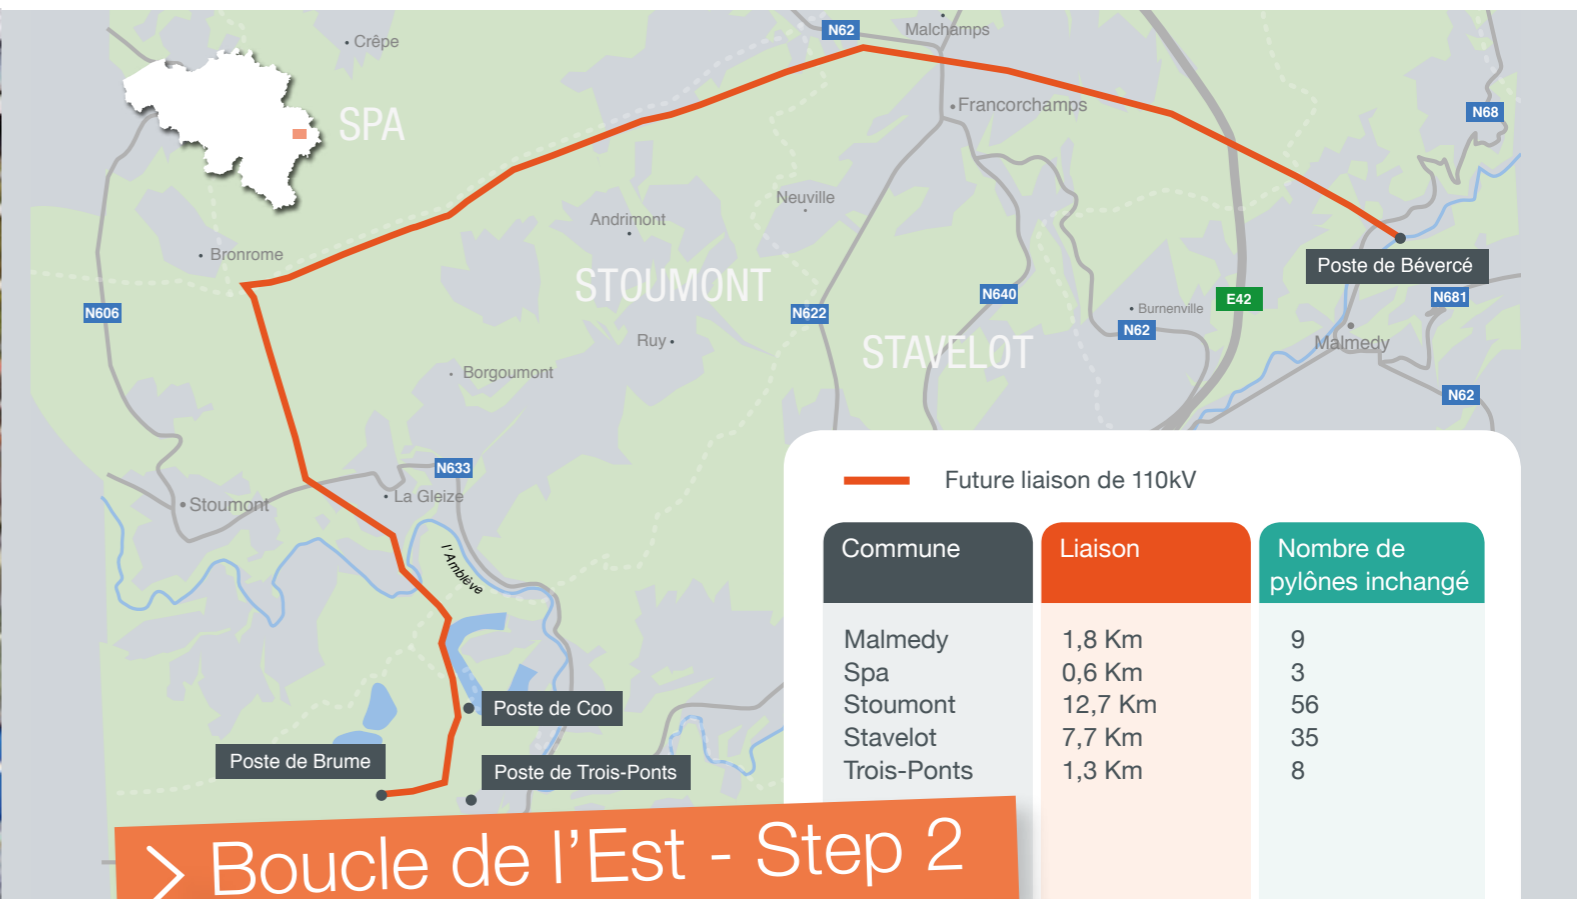 N62
Malchamps
Crêpe
SPA
Francorchamps
N68
Neuville
Andrimont
Bronrome
Poste de Bévercé
STOUMONT
N640
E42
N681
N606
N622
Burnenville
N62
Ruy
STAVELOT
Malmedy
Borgoumont
N62
N633
La Gleize
Stoumont
l'Amblève
Poste de Coo
Poste de Brume
Poste de Trois-Ponts
Future liaison de 110kV
Commune Liaison Nombre de
pylônes inchangé
Malmedy 1,8 Km 9
Spa 0,6 Km 3
Stoumont 12,7 Km 56
Stavelot 7,7 Km 35
Trois-Ponts 1,3 Km 8
> Boucle de l'Est - Step 2